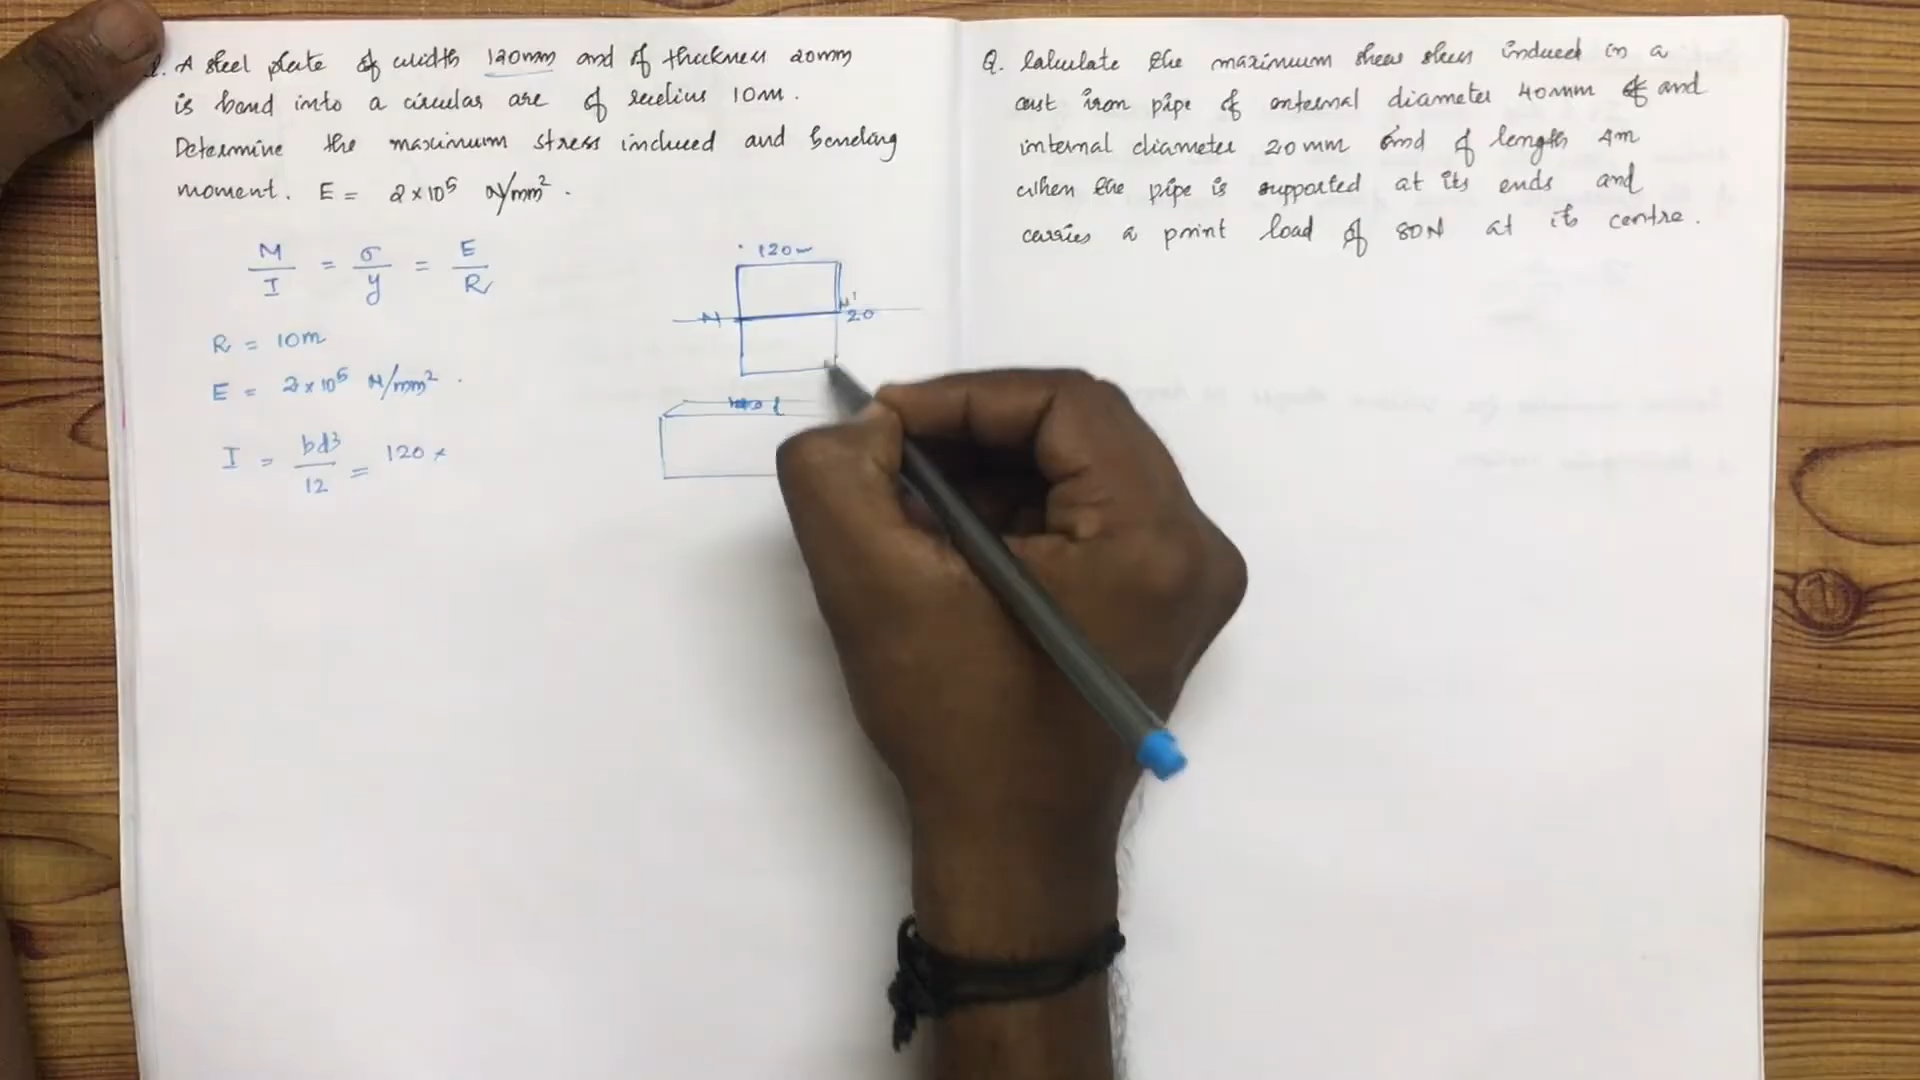 Q. A steel plate of width 120mm and of thickness 20mm
is bend into a circular arc of radius 10m.
Determine the maximum stress induced and bending
moment. E = 2×10⁵ N/mm².
M/I = σ/y = E/R
R = 10m
E = 2×10⁵ N/mm².
I = bd³/12 = 120 ×
120
N
N'
20
Q. Calculate the maximum shear stress induced in a
cast iron pipe of external diameter 40mm and
internal diameter 20mm and of length 4m
when the pipe is supported at its ends and
carries a point load of 80N at its centre.